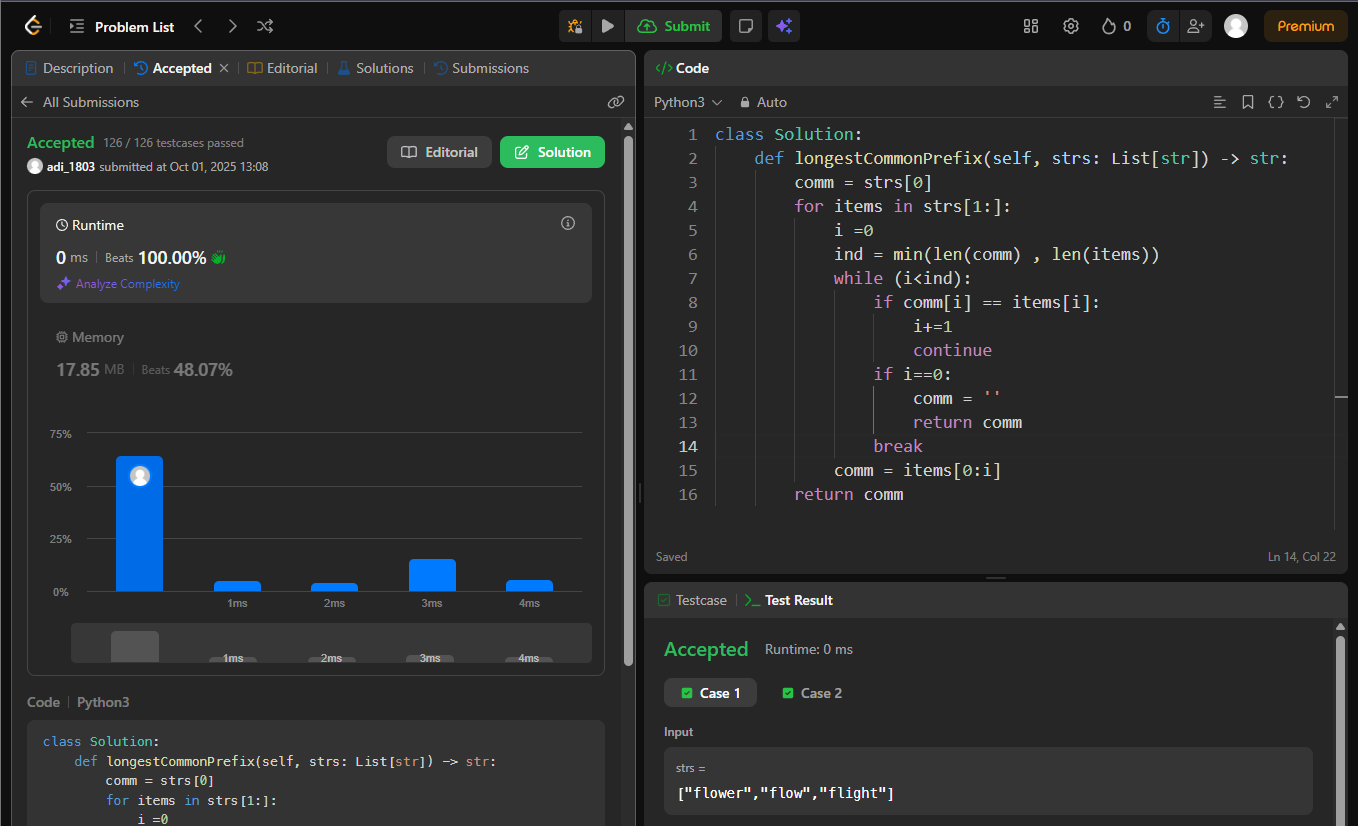 Problem List
Submit
0
Premium
Description
Accepted
Editorial
Solutions
Submissions
All Submissions
Accepted 126 / 126 testcases passed
adi_1803 submitted at Oct 01, 2025 13:08
Editorial
Solution
Runtime
0 ms Beats 100.00%
Analyze Complexity
Memory
17.85 MB Beats 48.07%
75%
50%
25%
0%
1ms 2ms 3ms 4ms
1ms 2ms 3ms 4ms
Code Python3
class Solution:
    def longestCommonPrefix(self, strs: List[str]) -> str:
        comm = strs[0]
        for items in strs[1:]:
            i =0
</> Code
Python3 Auto
1 class Solution:
2     def longestCommonPrefix(self, strs: List[str]) -> str:
3         comm = strs[0]
4         for items in strs[1:]:
5             i =0
6             ind = min(len(comm) , len(items))
7             while (i<ind):
8                 if comm[i] == items[i]:
9                     i+=1
10                     continue
11                 if i==0:
12                     comm = ''
13                     return comm
14                 break
15             comm = items[0:i]
16         return comm
Saved
Ln 14, Col 22
Testcase
>_ Test Result
Accepted Runtime: 0 ms
Case 1
Case 2
Input
strs =
["flower","flow","flight"]